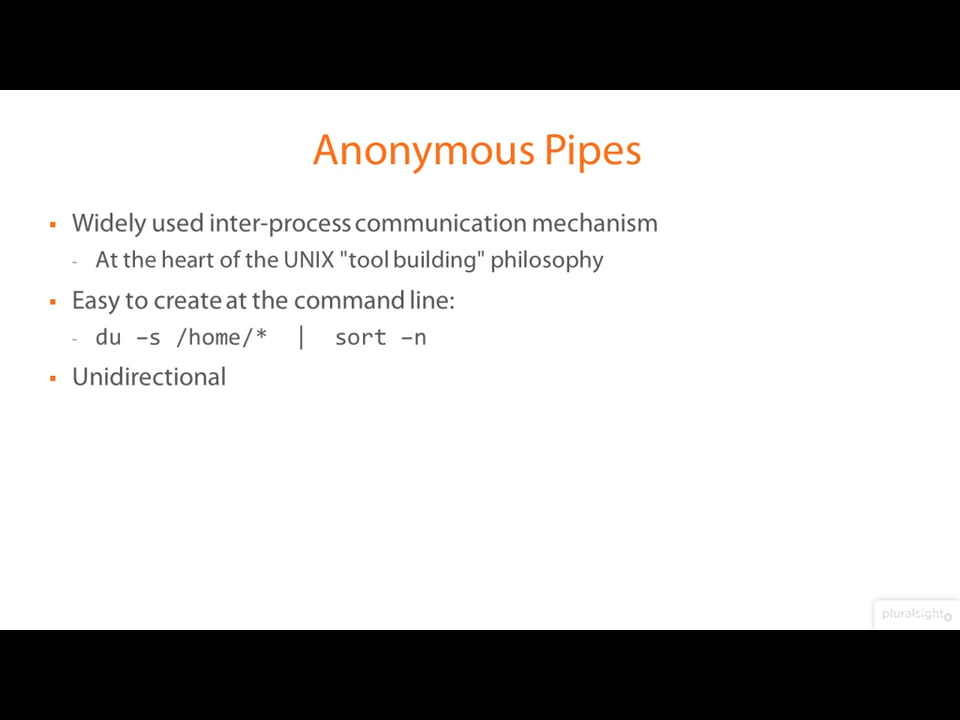 Anonymous Pipes
▪ Widely used inter-process communication mechanism
- At the heart of the UNIX "tool building" philosophy
▪ Easy to create at the command line:
- du –s /home/* | sort –n
▪ Unidirectional
pluralsight